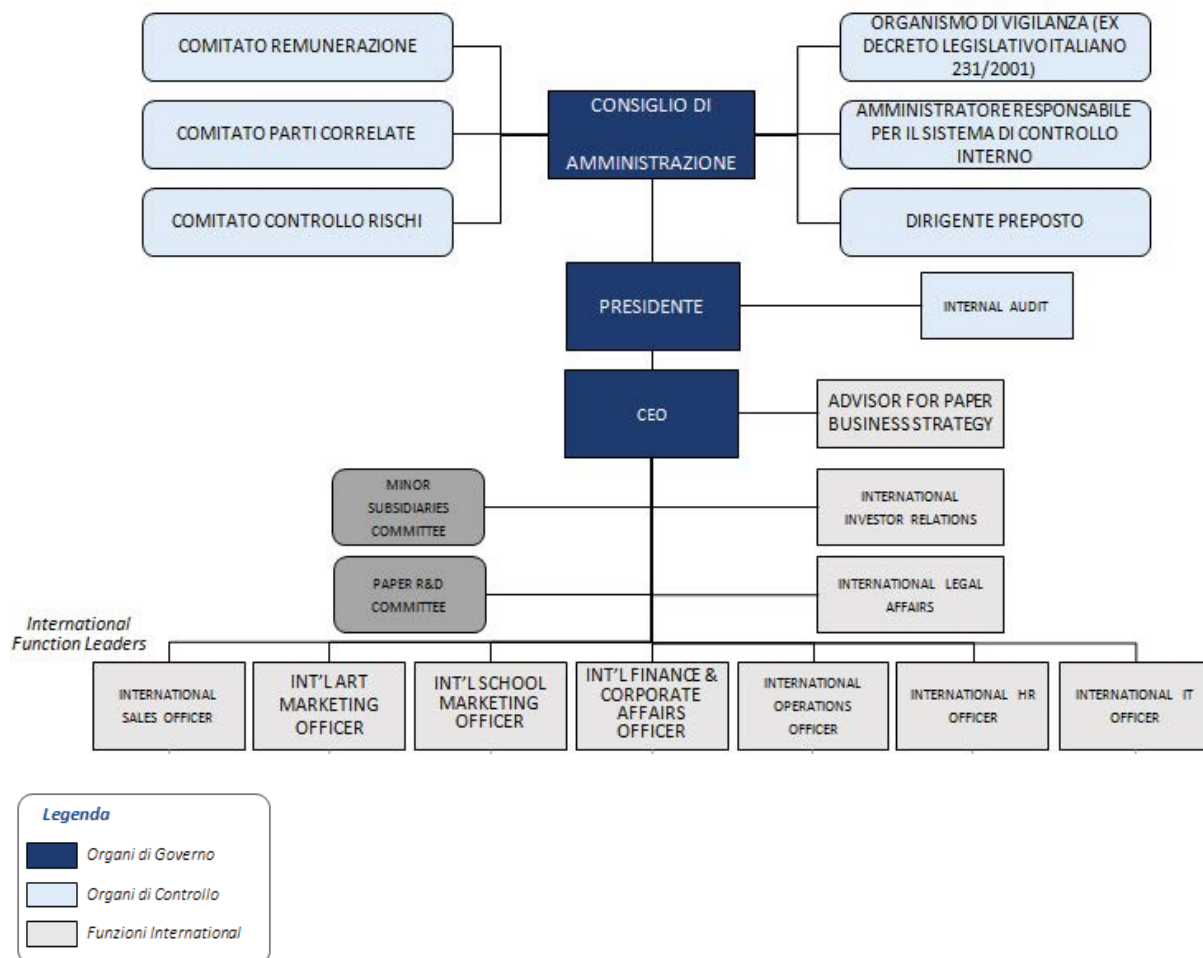 COMITATO REMUNERAZIONE
ORGANISMO DI VIGILANZA (EX
DECRETO LEGISLATIVO ITALIANO
231/2001)
CONSIGLIO DI
AMMINISTRAZIONE
COMITATO PARTI CORRELATE
AMMINISTRATORE RESPONSABILE
PER IL SISTEMA DI CONTROLLO
INTERNO
COMITATO CONTROLLO RISCHI
DIRIGENTE PREPOSTO
PRESIDENTE
INTERNAL AUDIT
CEO
ADVISOR FOR PAPER
BUSINESS STRATEGY
MINOR
SUBSIDIARIES
COMMITTEE
INTERNATIONAL
INVESTOR RELATIONS
PAPER R&D
COMMITTEE
INTERNATIONAL LEGAL
AFFAIRS
International
Function Leaders
INTERNATIONAL
SALES OFFICER
INT'L ART
MARKETING
OFFICER
INT'L SCHOOL
MARKETING
OFFICER
INT'L FINANCE &
CORPORATE
AFFAIRS
OFFICER
INTERNATIONAL
OPERATIONS
OFFICER
INTERNATIONAL HR
OFFICER
INTERNATIONAL IT
OFFICER
Legenda
Organi di Governo
Organi di Controllo
Funzioni International